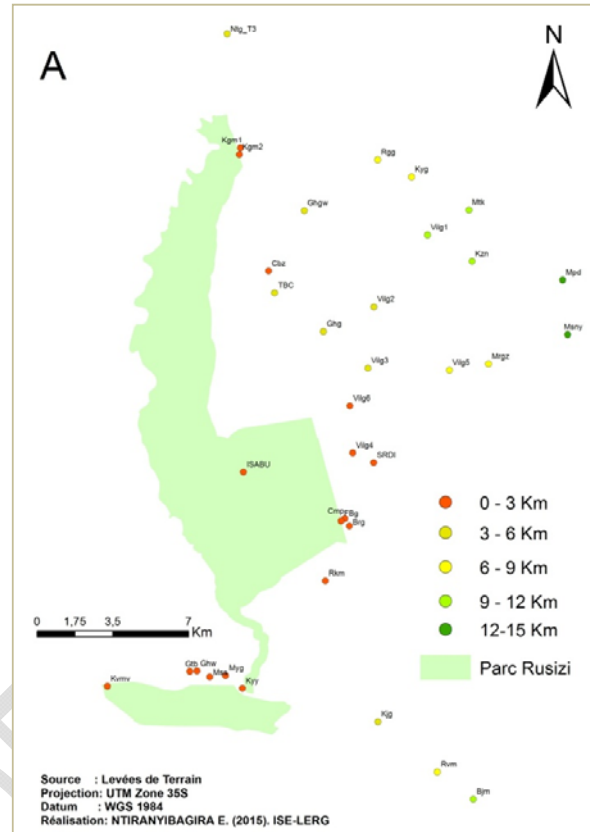 Ntg_T3
A
N
Kgm1
Kgm2
Rgg
Kyg
Ghgw
Mtk
Vilg1
Kzn
Cbz
Mpd
TBC
Vilg2
Ghg
Msny
Vilg3
Vilg5
Mrgz
Vilg6
Vilg4
SRDI
ISABU
0 - 3 Km
3 - 6 Km
6 - 9 Km
9 - 12 Km
12-15 Km
Parc Rusizi
Bg
Brg
Rkm
0 1,75 3,5 7
Km
Gtb
Ghw
Myg
Kyy
Kvmv
Kjg
Rvm
Bjm
Source : Levées de Terrain
Projection: UTM Zone 35S
Datum : WGS 1984
Réalisation: NTIRANYIBAGIRA E. (2015). ISE-LERG